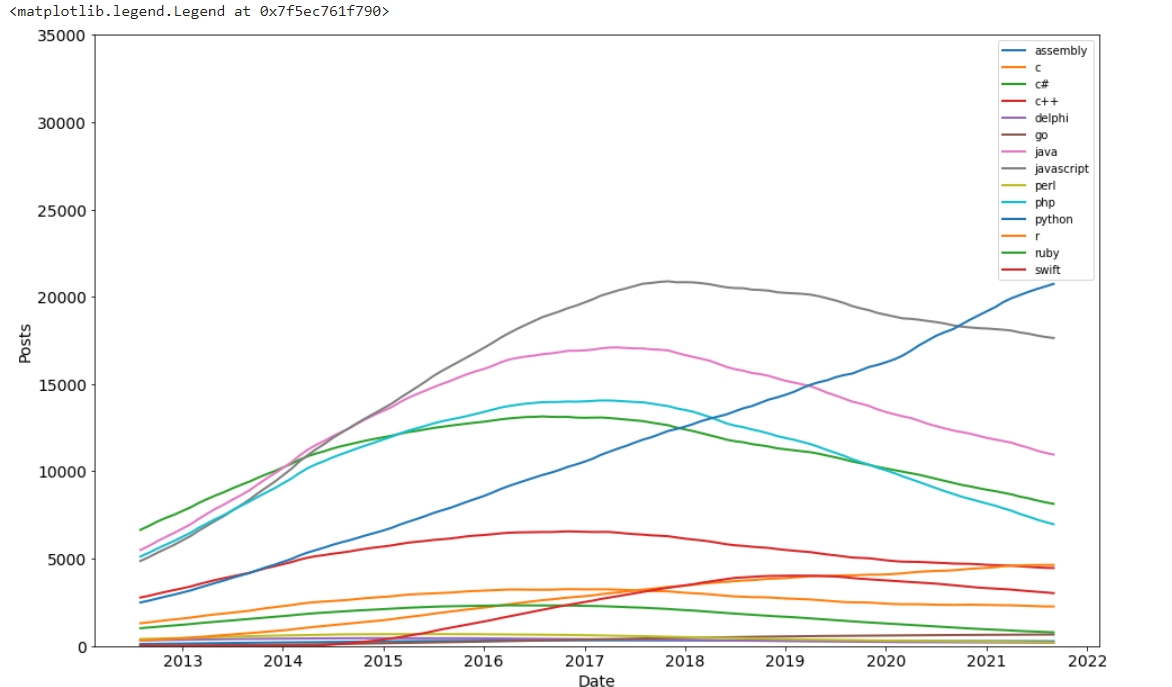 <matplotlib.legend.Legend at 0x7f5ec761f790>
35000
30000
25000
20000
15000
10000
5000
0
Posts
assembly
c
c#
c++
delphi
go
java
javascript
perl
php
python
r
ruby
swift
2013 2014 2015 2016 2017 2018 2019 2020 2021 2022
Date